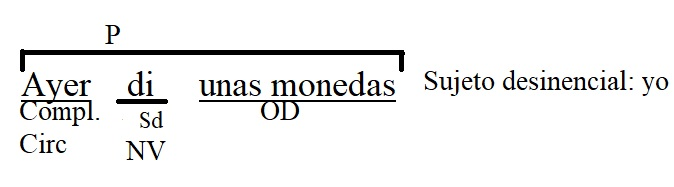 P
Ayer di unas monedas Sujeto desinencial: yo
Compl. Sd OD
Circ NV